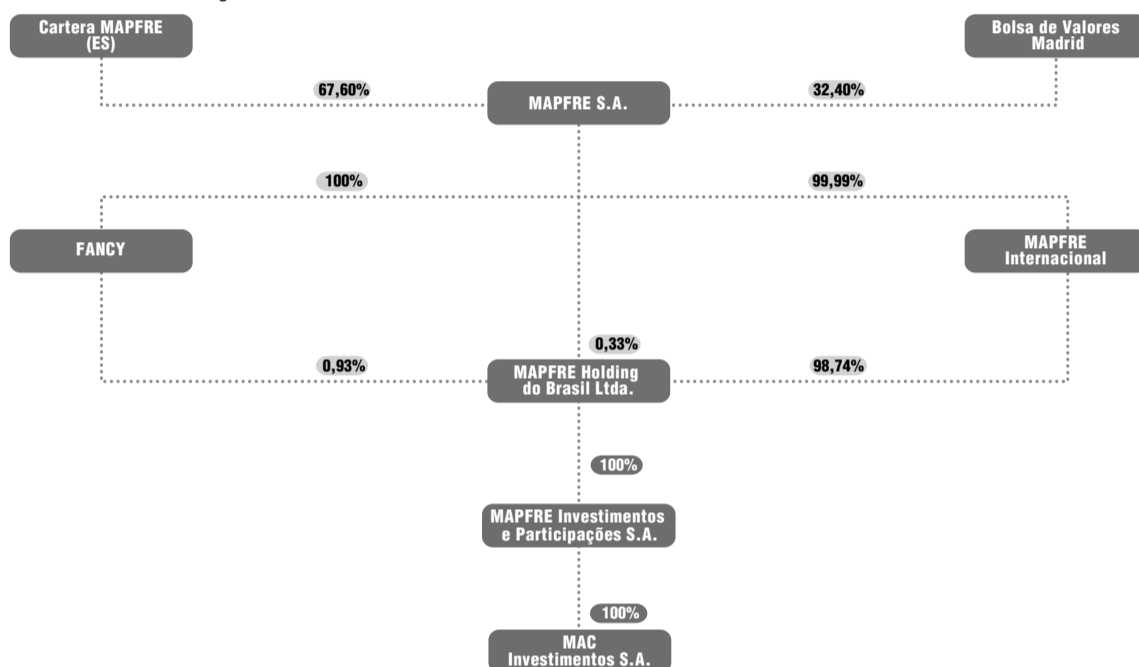 Cartera MAPFRE
(ES)
Bolsa de Valores
Madrid
67,60%
MAPFRE S.A.
32,40%
100%
99,99%
FANCY
MAPFRE
Internacional
0,33%
0,93%
MAPFRE Holding
do Brasil Ltda.
98,74%
100%
MAPFRE Investimentos
e Participações S.A.
100%
MAC
Investimentos S.A.